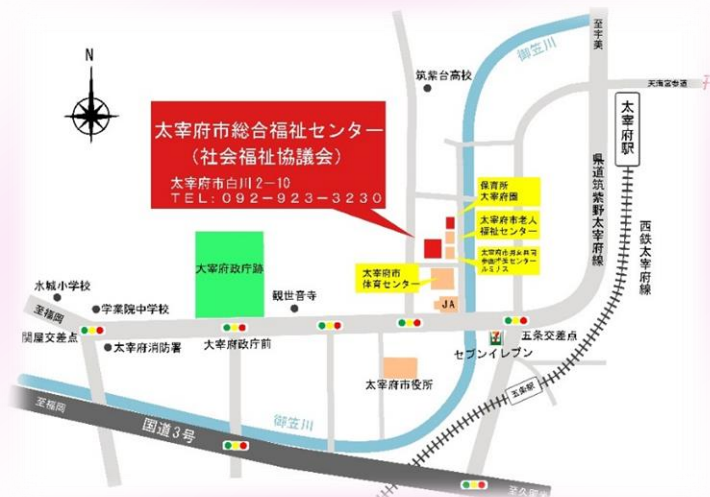 N
太宰府市総合福祉センター
(社会福祉協議会)
太宰府市白川2-10
TEL:092-923-3230
筑紫台高校
御笠川
至宇美
天満宮参道
太宰府駅
県道筑紫野太宰府線
西鉄太宰府線
保育所
太宰府園
太宰府市老人
福祉センター
ルミナス
太宰府市
体育センター
JA
大宰府政庁跡
水城小学校
学業院中学校
観世音寺
至福岡
関屋交差点
太宰府消防署
大宰府政庁前
セブンイレブン
五条交差点
太宰府市役所
五条駅
御笠川
至福岡
国道3号